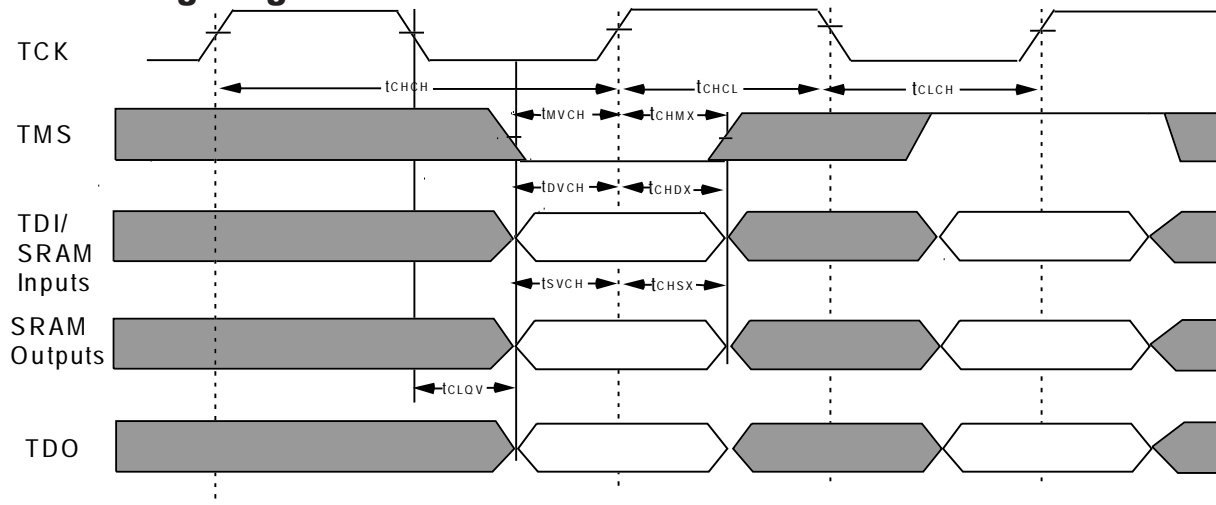 TCK
tCHCH
tCHCL
tCLCH
TMS
tMVCH
tCHMX
tDVCH
tCHDX
TDI/
SRAM
Inputs
tSVCH
tCHSX
SRAM
Outputs
tCLQV
TDO